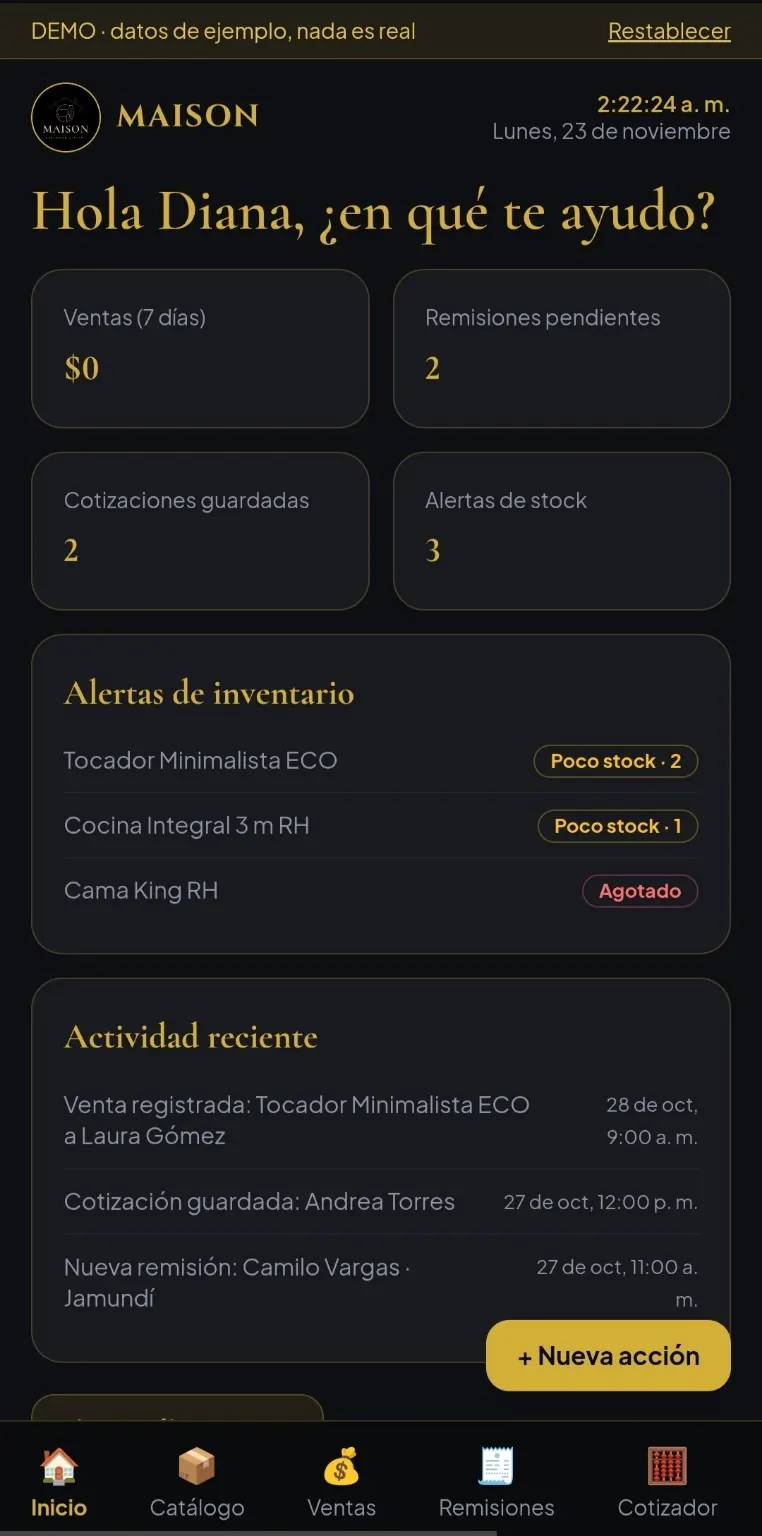 DEMO · datos de ejemplo, nada es real
Restablecer
MAISON
MAISON
2:22:24 a. m.
Lunes, 23 de noviembre
Hola Diana, ¿en qué te ayudo?
Ventas (7 días)
$0
Remisiones pendientes
2
Cotizaciones guardadas
2
Alertas de stock
3
Alertas de inventario
Tocador Minimalista ECO
Poco stock · 2
Cocina Integral 3 m RH
Poco stock · 1
Cama King RH
Agotado
Actividad reciente
Venta registrada: Tocador Minimalista ECO
a Laura Gómez
28 de oct,
9:00 a. m.
Cotización guardada: Andrea Torres
27 de oct, 12:00 p. m.
Nueva remisión: Camilo Vargas ·
Jamundí
27 de oct, 11:00 a.
m.
+ Nueva acción
Inicio
Catálogo
Ventas
Remisiones
Cotizador